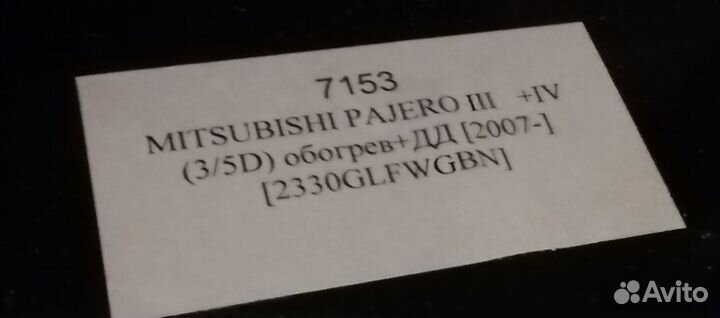 7153
MITSUBISHI PAJERO III +IV
(3/5D) обогрев+ДД [2007-]
[2330GLFWGBN]
Avito